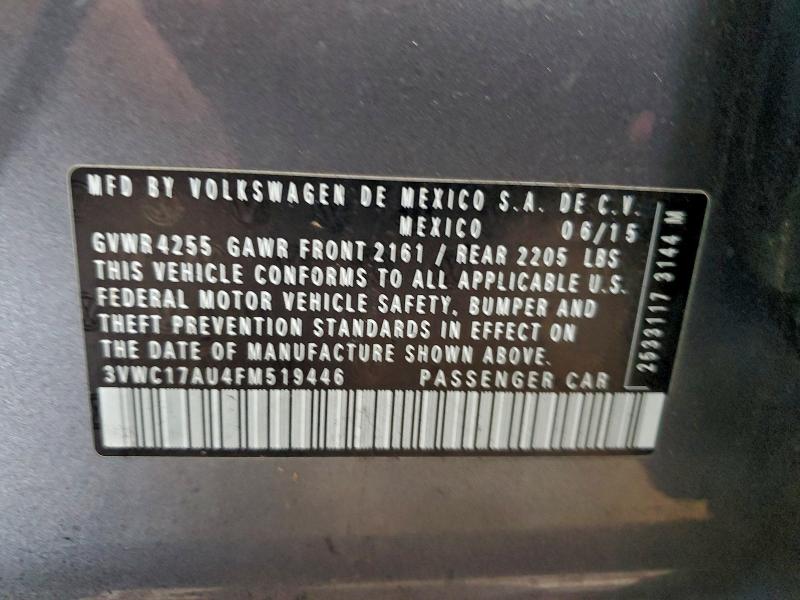 MFD BY VOLKSWAGEN DE MEXICO S.A. DE C.V.
MEXICO 06/15
GVWR 4255 GAWR FRONT 2161 / REAR 2205 LBS
THIS VEHICLE CONFORMS TO ALL APPLICABLE U.S.
FEDERAL MOTOR VEHICLE SAFETY, BUMPER AND
THEFT PREVENTION STANDARDS IN EFFECT ON
THE DATE OF MANUFACTURE SHOWN ABOVE.
3VWC17AU4FM519446 PASSENGER CAR
2533117 3144 M